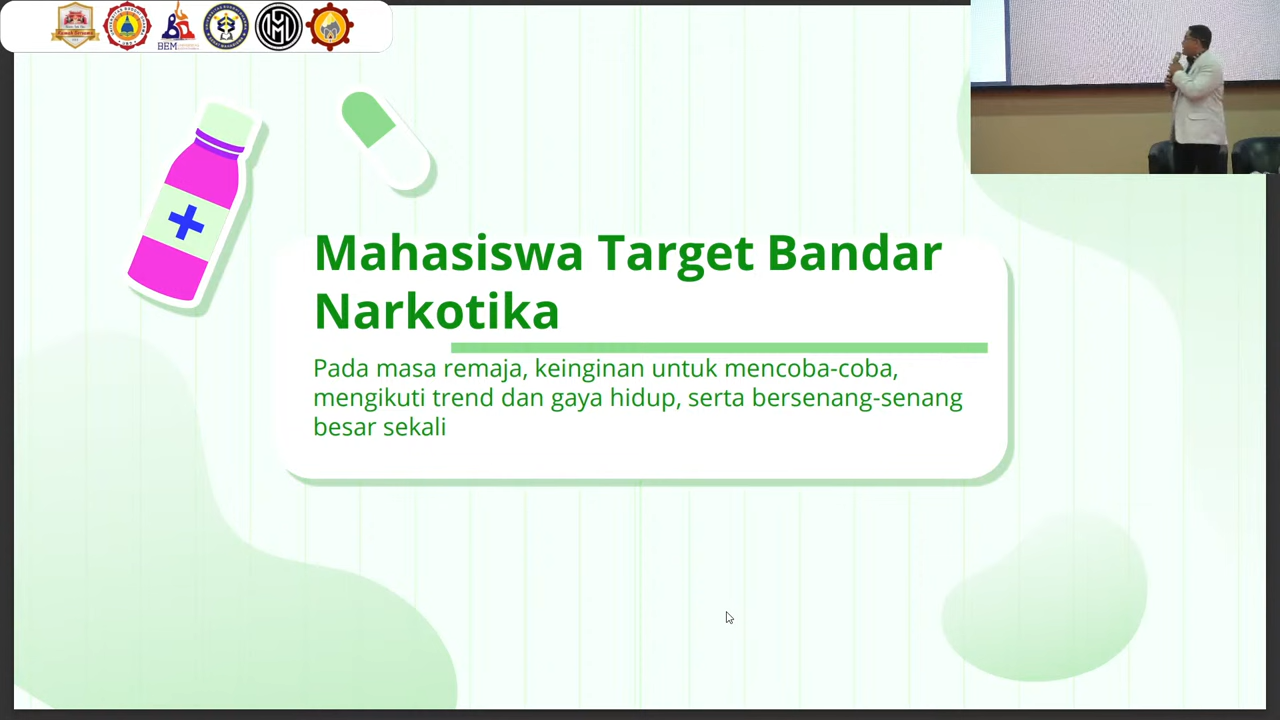 BEM
Mahasiswa Target Bandar
Narkotika
Pada masa remaja, keinginan untuk mencoba-coba,
mengikuti trend dan gaya hidup, serta bersenang-senang
besar sekali